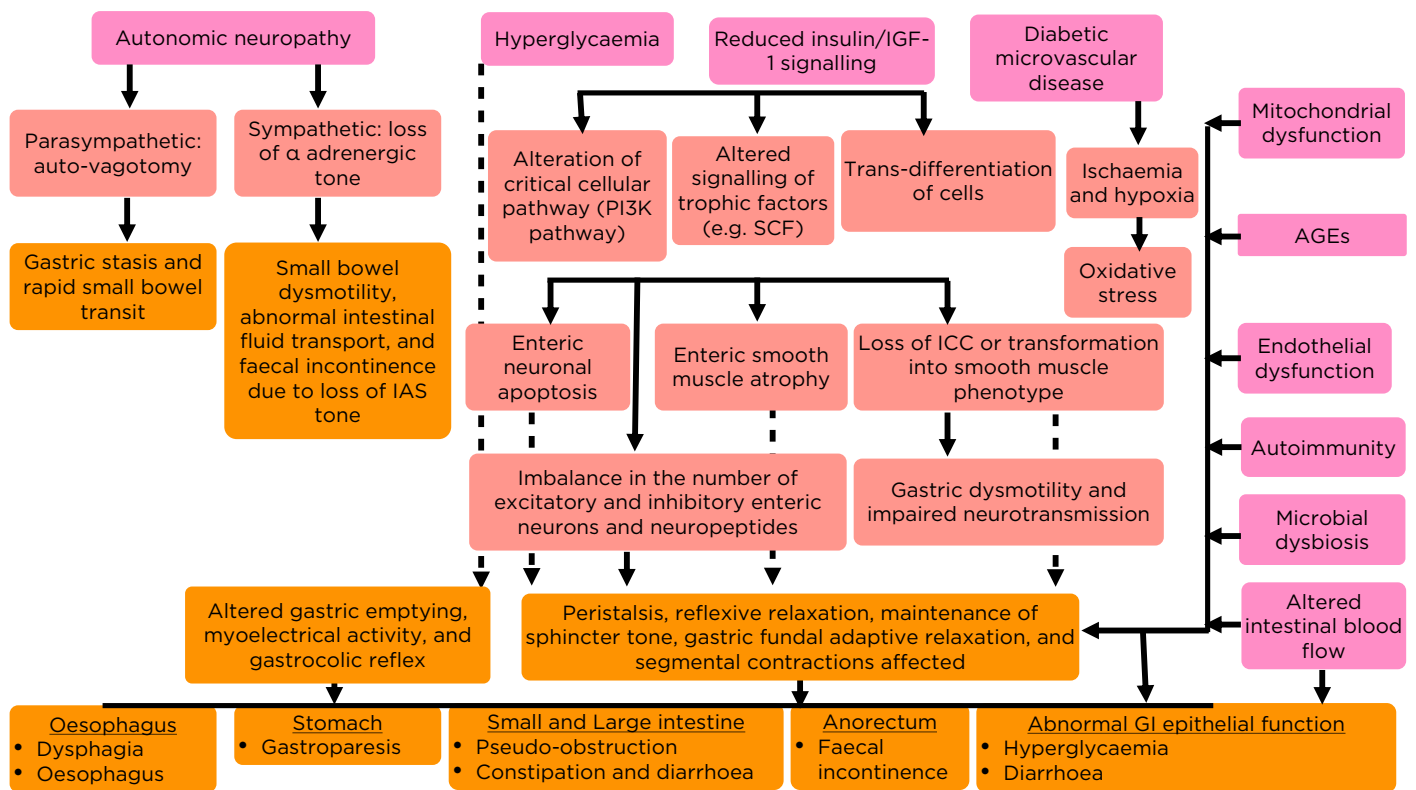 Autonomic neuropathy
Hyperglycaemia
Reduced insulin/IGF-
1 signalling
Diabetic
microvascular
disease
Mitochondrial
dysfunction
Parasympathetic:
auto-vagotomy
Sympathetic: loss
of α adrenergic
tone
Alteration of
critical cellular
pathway (PI3K
pathway)
Altered
signalling of
trophic factors
(e.g. SCF)
Trans-differentiation
of cells
Ischaemia
and hypoxia
AGEs
Gastric stasis and
rapid small bowel
transit
Small bowel
dysmotility,
abnormal intestinal
fluid transport, and
faecal incontinence
due to loss of IAS
tone
Oxidative
stress
Enteric
neuronal
apoptosis
Enteric smooth
muscle atrophy
Loss of ICC or transformation
into smooth muscle
phenotype
Endothelial
dysfunction
Autoimmunity
Imbalance in the number of
excitatory and inhibitory enteric
neurons and neuropeptides
Gastric dysmotility and
impaired neurotransmission
Microbial
dysbiosis
Altered gastric emptying,
myoelectrical activity, and
gastrocolic reflex
Peristalsis, reflexive relaxation, maintenance of
sphincter tone, gastric fundal adaptive relaxation, and
segmental contractions affected
Altered
intestinal blood
flow
Oesophagus
• Dysphagia
• Oesophagus
Stomach
• Gastroparesis
Small and Large intestine
• Pseudo-obstruction
• Constipation and diarrhoea
Anorectum
• Faecal
incontinence
Abnormal GI epithelial function
• Hyperglycaemia
• Diarrhoea